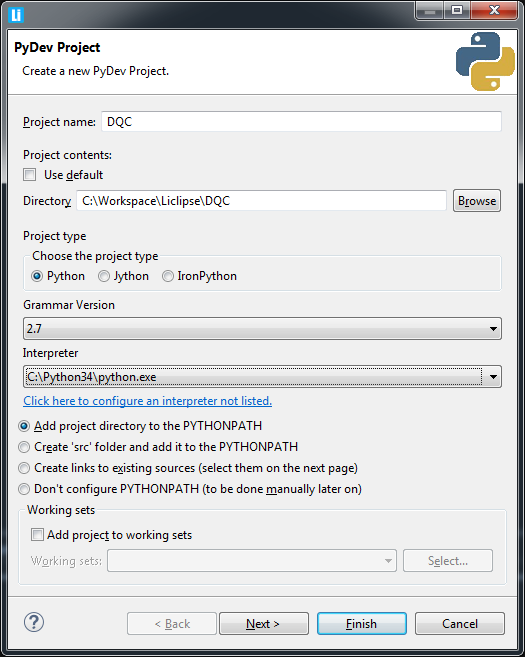 Li
PyDev Project
Create a new PyDev Project.
Project name: DQC
Project contents:
Use default
Directory C:\Workspace\Liclipse\DQC Browse
Project type
Choose the project type
Python Jython IronPython
Grammar Version
2.7
Interpreter
C:\Python34\python.exe
Click here to configure an interpreter not listed.
Add project directory to the PYTHONPATH
Create 'src' folder and add it to the PYTHONPATH
Create links to existing sources (select them on the next page)
Don't configure PYTHONPATH (to be done manually later on)
Working sets
Add project to working sets
Working sets: Select...
? < Back Next > Finish Cancel